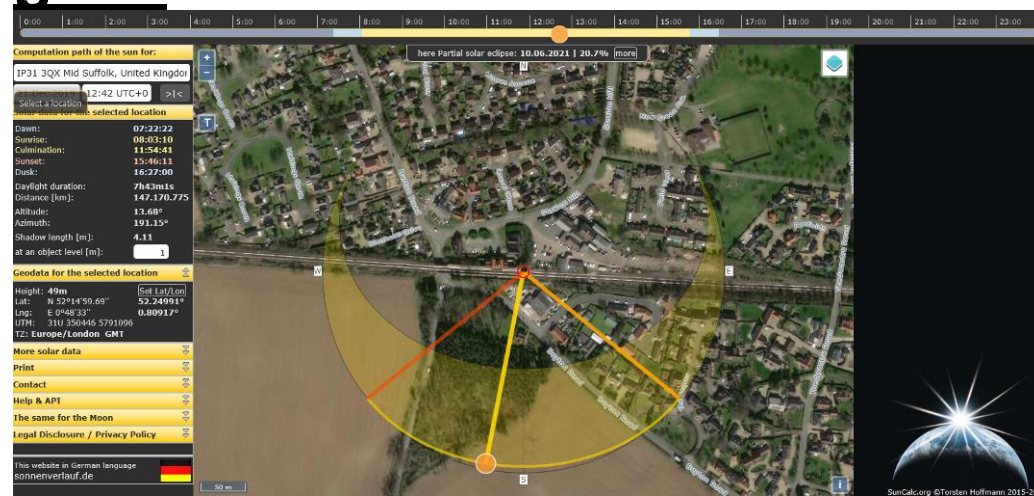 0:00 1:00 2:00 3:00 4:00 5:00 6:00 7:00 8:00 9:00 10:00 11:00 12:00 13:00 14:00 15:00 16:00 17:00 18:00 19:00 20:00 21:00 22:00 23:00
Computation path of the sun for:
IP31 3QX Mid Suffolk, United Kingdor
12:42 UTC+0 >|<
Select a location
Solar data for the selected location
Dawn: 07:22:22
Sunrise: 08:03:10
Culmination: 11:54:41
Sunset: 15:46:11
Dusk: 16:27:00
Daylight duration: 7h43m1s
Distance [km]: 147.170.775
Altitude: 13.68°
Azimuth: 191.15°
Shadow length [m]: 4.11
at an object level [m]: 1
Geodata for the selected location
Height: 49m Set Lat/Lon
Lat: N 52°14'59.69'' 52.24991°
Lng: E 0°48'33'' 0.80917°
UTM: 31U 350446 5791096
TZ: Europe/London GMT
More solar data
Print
Contact
Help & API
The same for the Moon
Legal Disclosure / Privacy Policy
This website in German language
sonnenverlauf.de
+
−
T
here Partial solar eclipse: 10.06.2021 | 20.7% more
N
W
E
S
50 m
i
SunCalc.org ©Torsten Hoffmann 2015-2